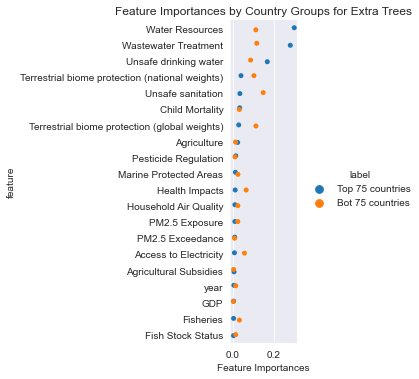 Feature Importances by Country Groups for Extra Trees
Water Resources
Wastewater Treatment
Unsafe drinking water
Terrestrial biome protection (national weights)
Unsafe sanitation
Child Mortality
Terrestrial biome protection (global weights)
Agriculture
Pesticide Regulation
Marine Protected Areas
Health Impacts
Household Air Quality
PM2.5 Exposure
PM2.5 Exceedance
Access to Electricity
Agricultural Subsidies
year
GDP
Fisheries
Fish Stock Status
feature
0.0 0.2
Feature Importances
label
Top 75 countries
Bot 75 countries